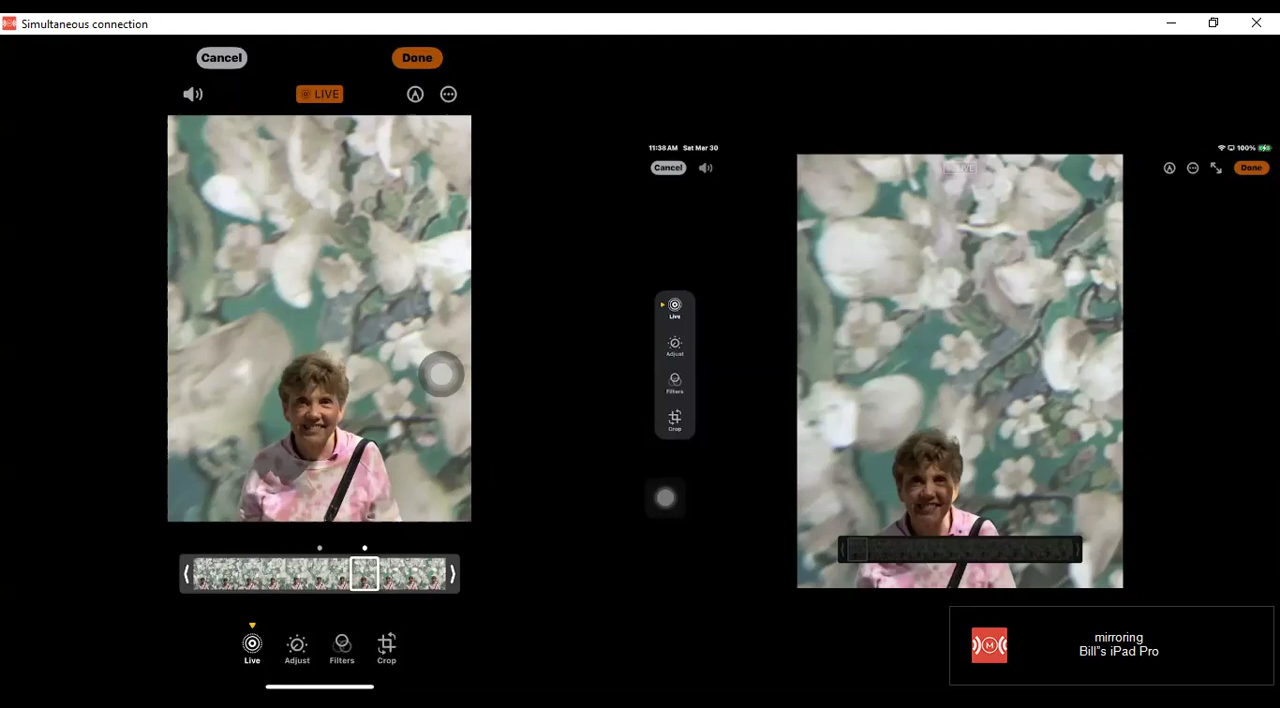 Simultaneous connection
Cancel
Done
LIVE
Live
Adjust
Filters
Crop
11:38 AM Sat Mar 30
100%
Cancel
Done
Live
Adjust
Filters
Crop
M
mirroring
Bill"s iPad Pro